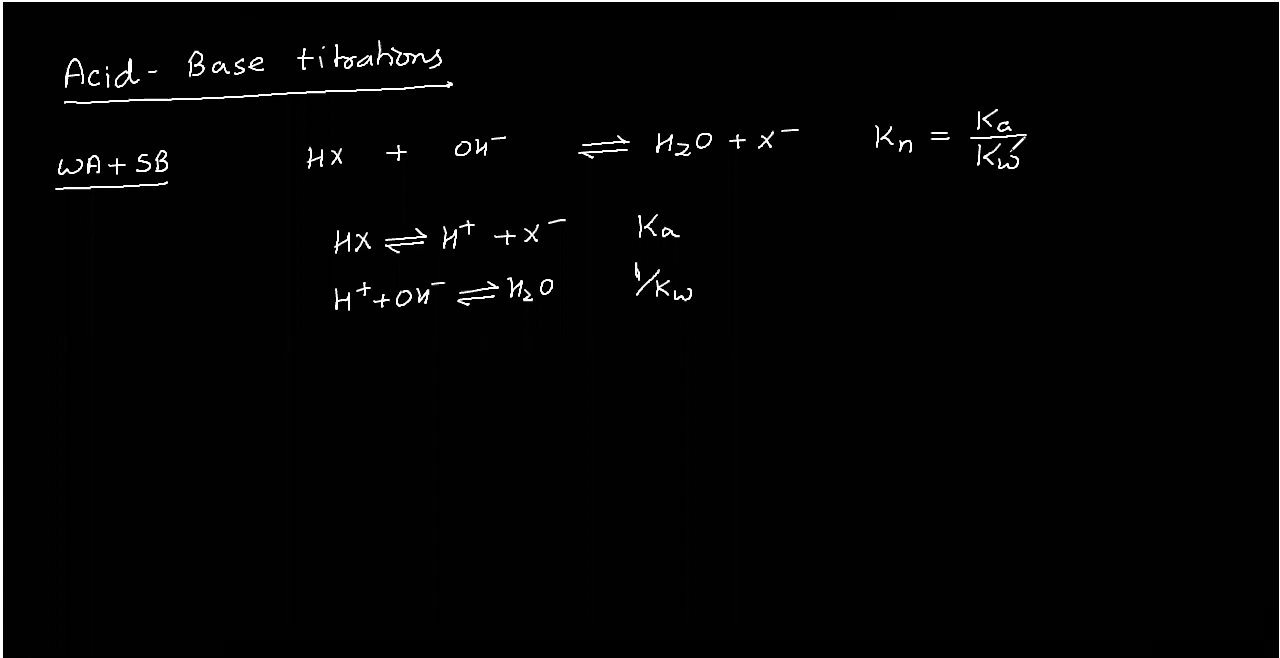 Acid - Base titrations
WA + SB HX + OH⁻ ⇌ H₂O + X⁻ Kn = Ka/Kw
HX ⇌ H⁺ + X⁻ Ka
H⁺ + OH⁻ ⇌ H₂O 1/Kw